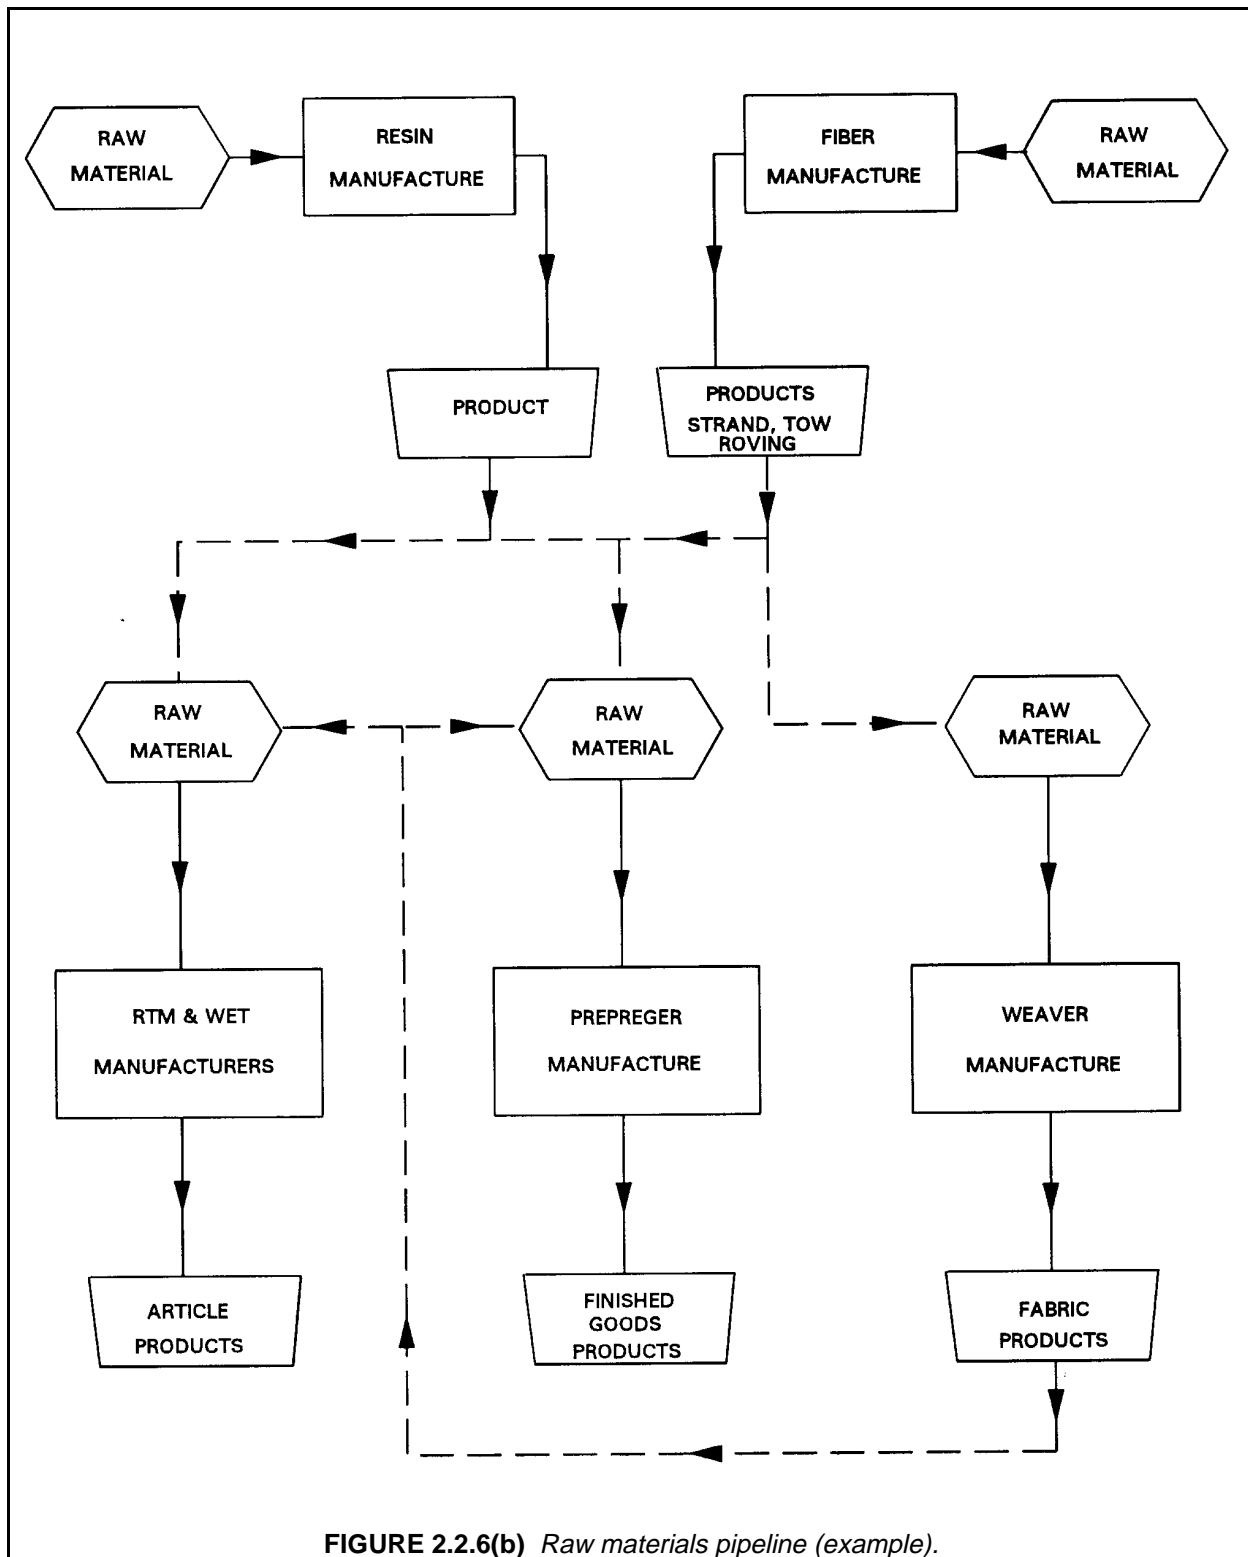 RAW
MATERIAL
RESIN
MANUFACTURE
FIBER
MANUFACTURE
RAW
MATERIAL
PRODUCT
PRODUCTS
STRAND, TOW
ROVING
RAW
MATERIAL
RAW
MATERIAL
RAW
MATERIAL
RTM & WET
MANUFACTURERS
PREPREGER
MANUFACTURE
WEAVER
MANUFACTURE
ARTICLE
PRODUCTS
FINISHED
GOODS
PRODUCTS
FABRIC
PRODUCTS
FIGURE 2.2.6(b) Raw materials pipeline (example).